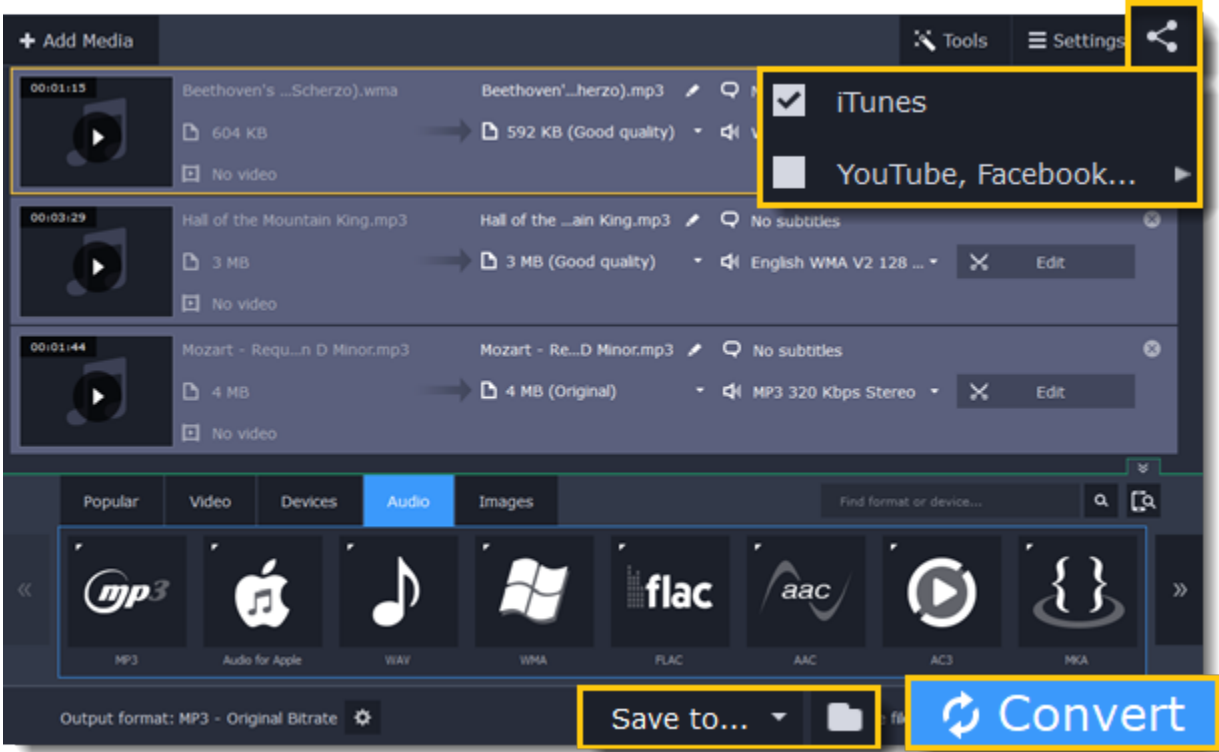 Add Media
Tools
Settings
iTunes
YouTube, Facebook...
00:01:15
Beethoven's ...Scherzo).wma
Beethoven'...herzo).mp3
604 KB
592 KB (Good quality)
No video
00:03:29
Hall of the Mountain King.mp3
Hall of the ...ain King.mp3
No subtitles
3 MB
3 MB (Good quality)
English WMA V2 128 ...
Edit
No video
00:01:44
Mozart - Requ...n D Minor.mp3
Mozart - Re...D Minor.mp3
No subtitles
4 MB
4 MB (Original)
MP3 320 Kbps Stereo
Edit
No video
Popular
Video
Devices
Audio
Images
Find format or device...
mp3
flac
aac
MP3
Audio for Apple
WAV
WMA
FLAC
AAC
AC3
MKA
Output format: MP3 - Original Bitrate
Save to...
Convert